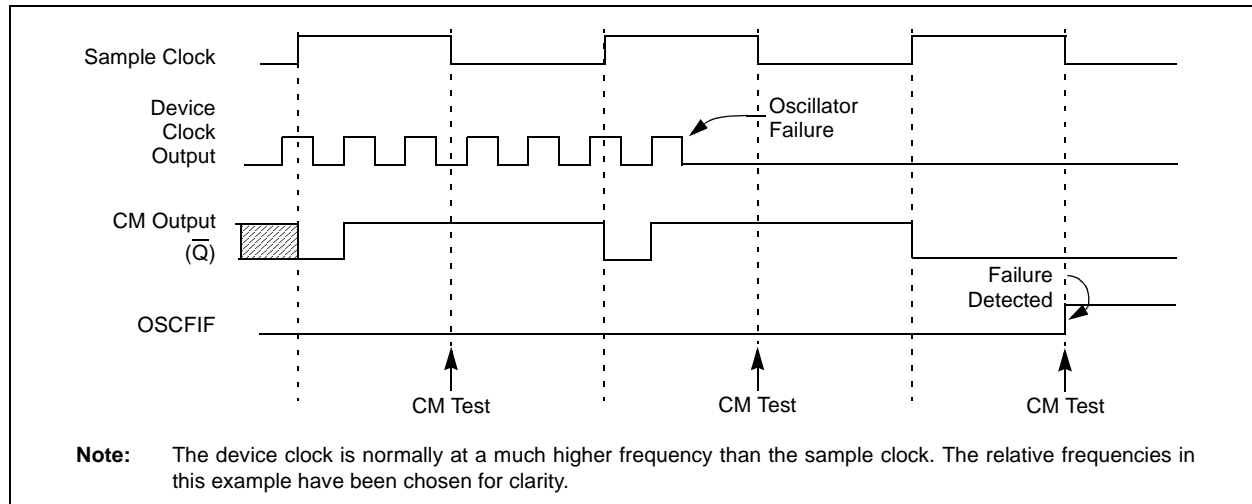 Sample Clock
Device
Clock
Output
Oscillator
Failure
CM Output
(Q̅)
Failure
Detected
OSCFIF
CM Test
CM Test
CM Test
Note: The device clock is normally at a much higher frequency than the sample clock. The relative frequencies in
this example have been chosen for clarity.